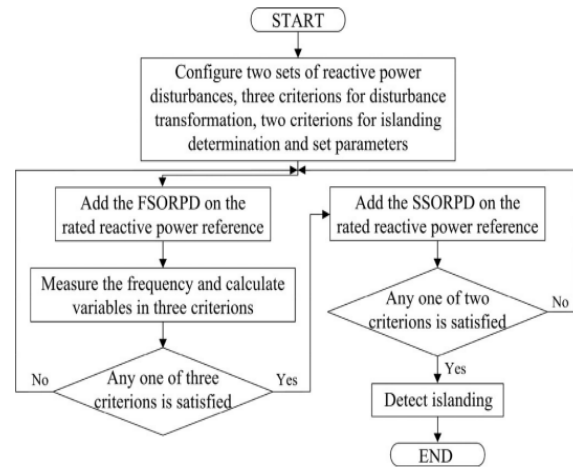 START
Configure two sets of reactive power
disturbances, three criterions for disturbance
transformation, two criterions for islanding
determination and set parameters
Add the FSORPD on the
rated reactive power reference
Measure the frequency and calculate
variables in three criterions
Any one of three
criterions is satisfied
No
Yes
Add the SSORPD on the
rated reactive power reference
Any one of two
criterions is satisfied
No
Yes
Detect islanding
END